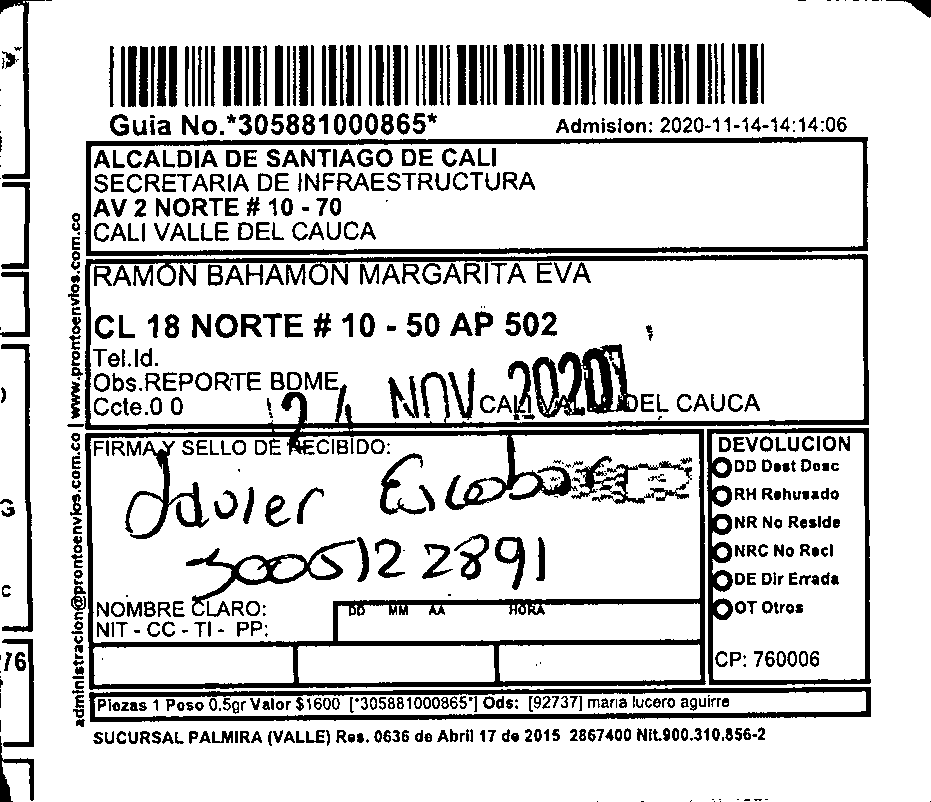 Guia No.*305881000865*
Admision: 2020-11-14-14:14:06
ALCALDIA DE SANTIAGO DE CALI
SECRETARIA DE INFRAESTRUCTURA
AV 2 NORTE # 10 - 70
CALI VALLE DEL CAUCA
RAMON BAHAMON MARGARITA EVA
CL 18 NORTE # 10 - 50 AP 502
Tel.Id.
Obs.REPORTE BDME
Ccte.0 0
24 NOV 2020
CALI VALLE DEL CAUCA
FIRMA Y SELLO DE RECIBIDO:
Javier Escobar
3005122891
NOMBRE CLARO:
NIT - CC - TI - PP:
DD MM AA HORA
DEVOLUCION
DD Dest Desc
RH Rehusado
NR No Reside
NRC No Recl
DE Dir Errada
OT Otros
CP: 760006
Piezas 1 Peso 0.5gr Valor $1600 [*305881000865*] Ods: [92737] maria lucero aguirre
SUCURSAL PALMIRA (VALLE) Res. 0636 de Abril 17 de 2015 2867400 Nit.900.310.856-2
administracion@prontoenvios.com.co | www.prontoenvios.com.co
76